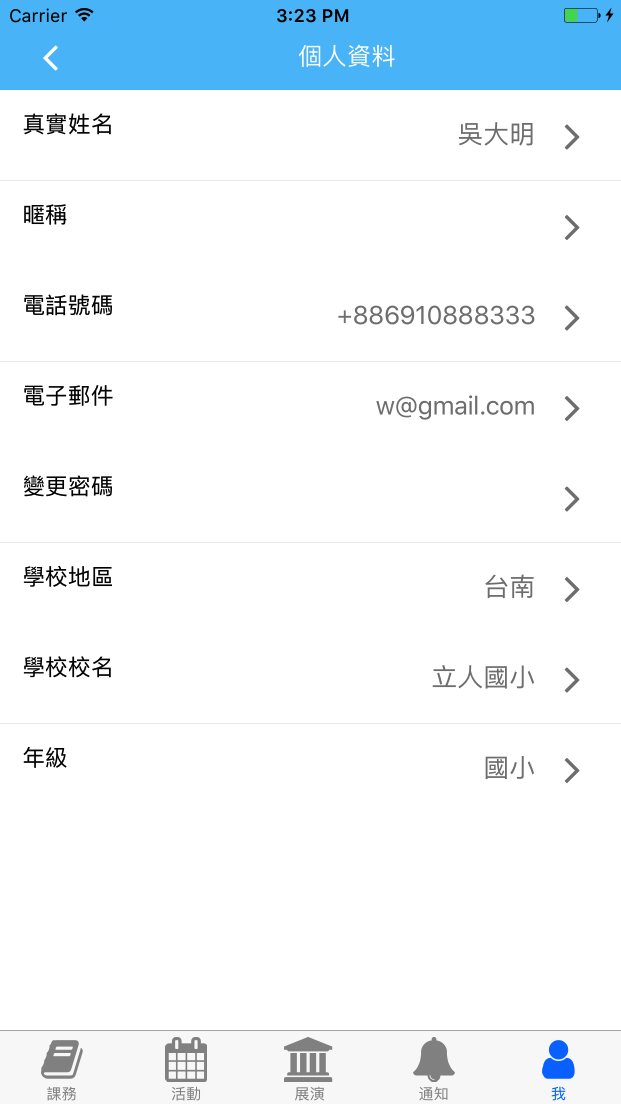 Carrier 3:23 PM
個人資料
真實姓名 吳大明
暱稱
電話號碼 +886910888333
電子郵件 w@gmail.com
變更密碼
學校地區 台南
學校校名 立人國小
年級 國小
課務 活動 展演 通知 我